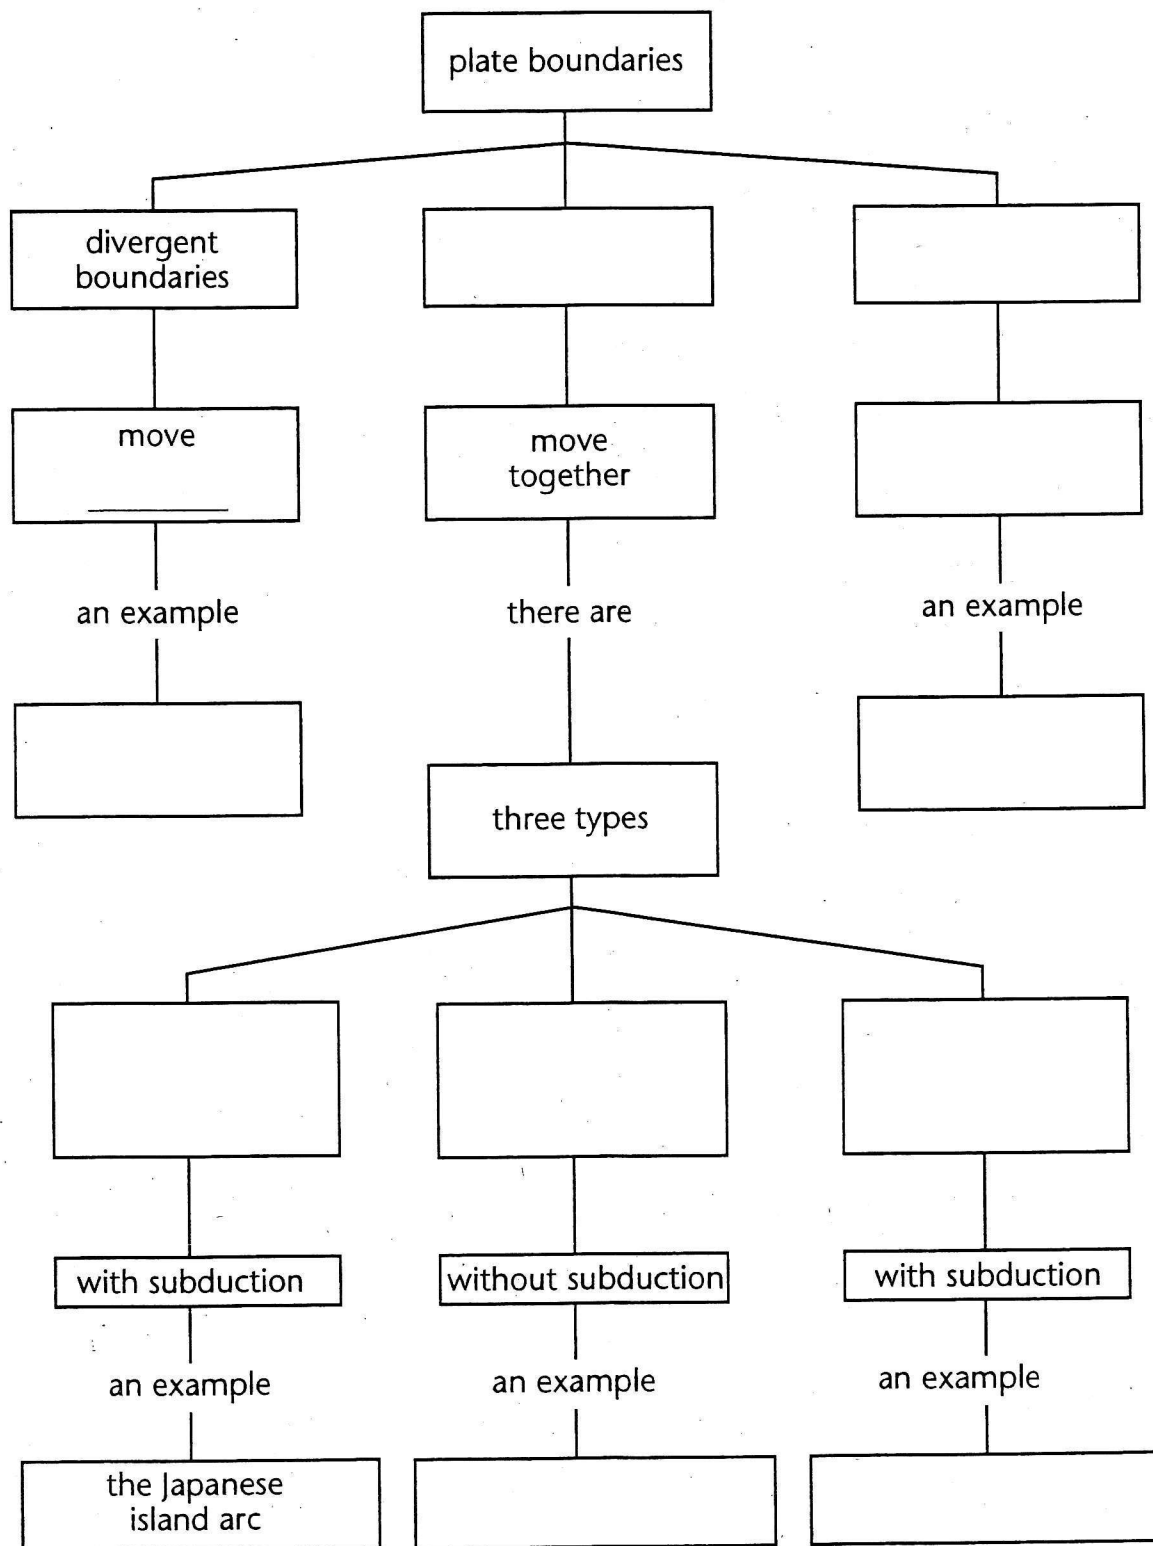 plate boundaries
divergent
boundaries
move
move
together
an example
there are
an example
three types
with subduction
without subduction
with subduction
an example
an example
an example
the Japanese
island arc